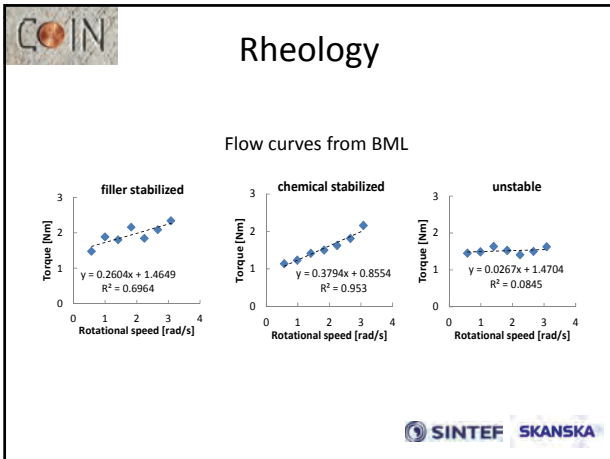 COIN
Rheology
Flow curves from BML
filler stabilized
3
2
1
0
Torque [Nm]
y = 0.2604x + 1.4649
R² = 0.6964
0 1 2 3 4
Rotational speed [rad/s]
chemical stabilized
3
2
1
0
Torque [Nm]
y = 0.3794x + 0.8554
R² = 0.953
0 1 2 3 4
Rotational speed [rad/s]
unstable
3
2
1
0
Torque [Nm]
y = 0.0267x + 1.4704
R² = 0.0845
0 1 2 3 4
Rotational speed [rad/s]
SINTEF SKANSKA